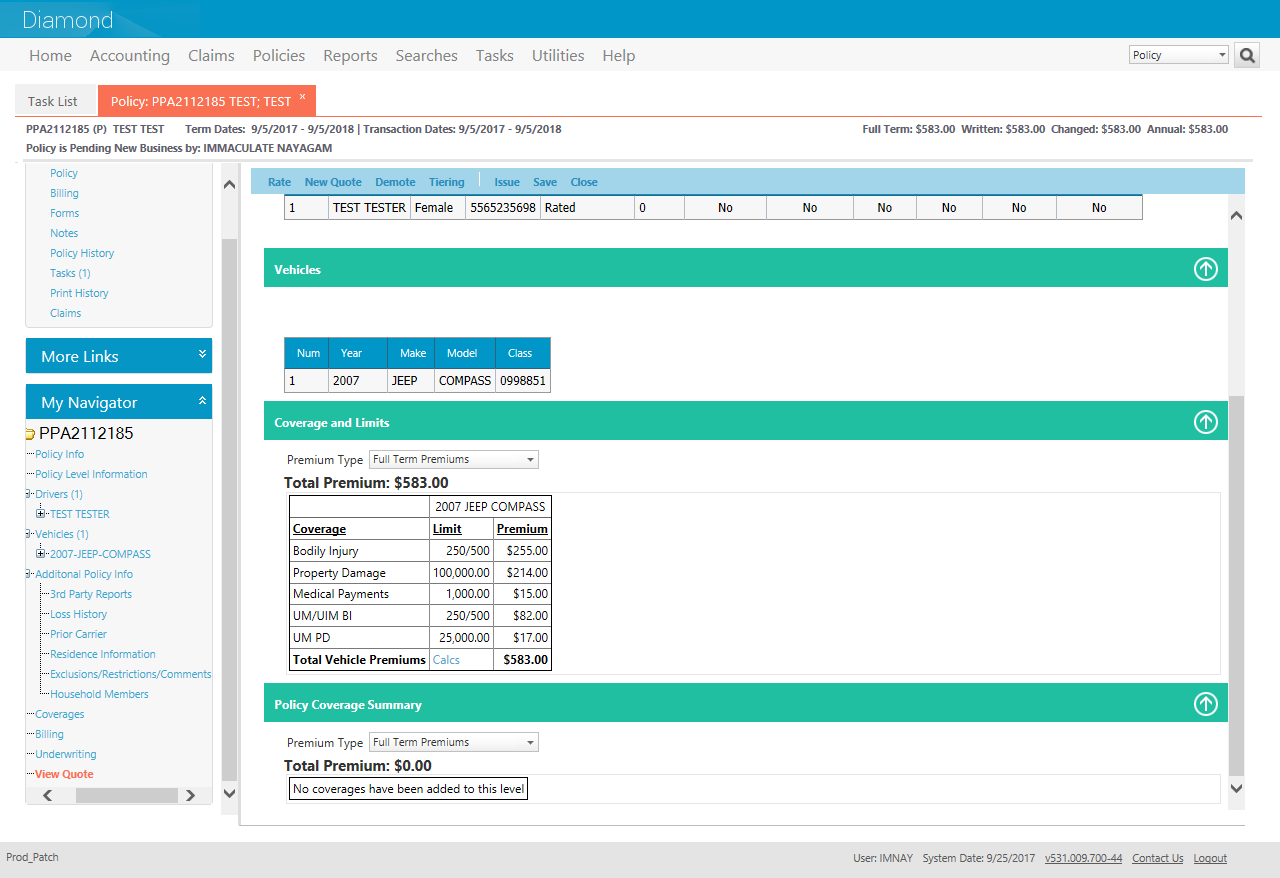 Diamond
Home Accounting Claims Policies Reports Searches Tasks Utilities Help Policy
Task List Policy: PPA2112185 TEST; TEST x
PPA2112185 (P) TEST TEST Term Dates: 9/5/2017 - 9/5/2018 | Transaction Dates: 9/5/2017 - 9/5/2018 Full Term: $583.00 Written: $583.00 Changed: $583.00 Annual: $583.00
Policy is Pending New Business by: IMMACULATE NAYAGAM
Policy
Billing
Forms
Notes
Policy History
Tasks (1)
Print History
Claims
More Links
My Navigator
PPA2112185
Policy Info
Policy Level Information
Drivers (1)
TEST TESTER
Vehicles (1)
2007-JEEP-COMPASS
Additonal Policy Info
3rd Party Reports
Loss History
Prior Carrier
Residence Information
Exclusions/Restrictions/Comments
Household Members
Coverages
Billing
Underwriting
View Quote
Rate New Quote Demote Tiering Issue Save Close
1 TEST TESTER Female 5565235698 Rated 0 No No No No No No
Vehicles
Num Year Make Model Class
1 2007 JEEP COMPASS 0998851
Coverage and Limits
Premium Type Full Term Premiums
Total Premium: $583.00
2007 JEEP COMPASS
Coverage Limit Premium
Bodily Injury 250/500 $255.00
Property Damage 100,000.00 $214.00
Medical Payments 1,000.00 $15.00
UM/UIM BI 250/500 $82.00
UM PD 25,000.00 $17.00
Total Vehicle Premiums Calcs $583.00
Policy Coverage Summary
Premium Type Full Term Premiums
Total Premium: $0.00
No coverages have been added to this level
Prod_Patch User: IMNAY System Date: 9/25/2017 v531.009.700-44 Contact Us Logout